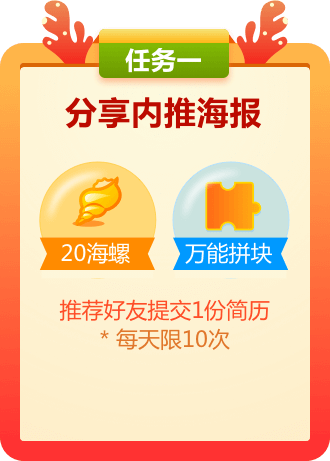 任务一
分享内推海报
20海螺
万能拼块
推荐好友提交1份简历
* 每天限10次